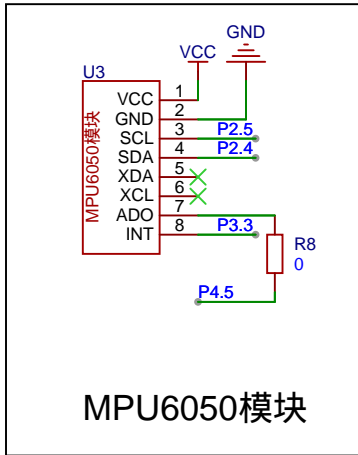 GND
VCC
U3
MPU6050模块
VCC 1
GND 2
SCL 3 P2.5
SDA 4 P2.4
XDA 5
XCL 6
ADO 7
INT 8 P3.3
R8
0
P4.5
MPU6050模块